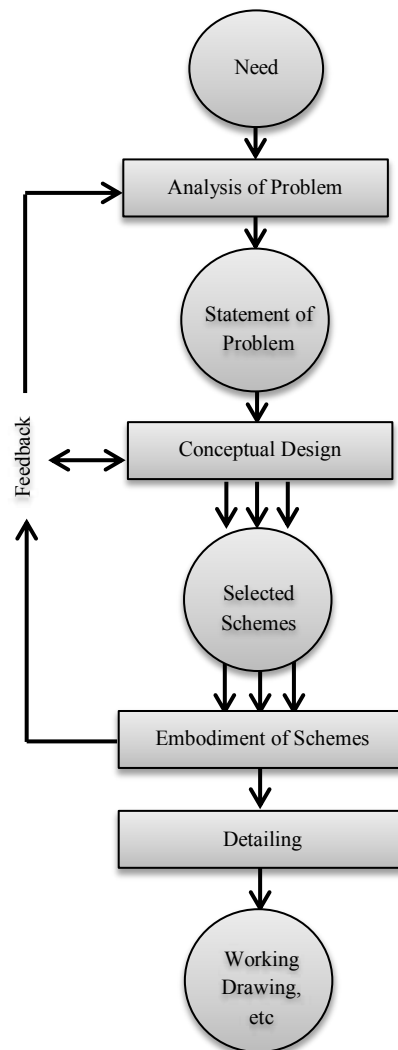 Need
Analysis of Problem
Statement of
Problem
Conceptual Design
Feedback
Selected
Schemes
Embodiment of Schemes
Detailing
Working
Drawing,
etc